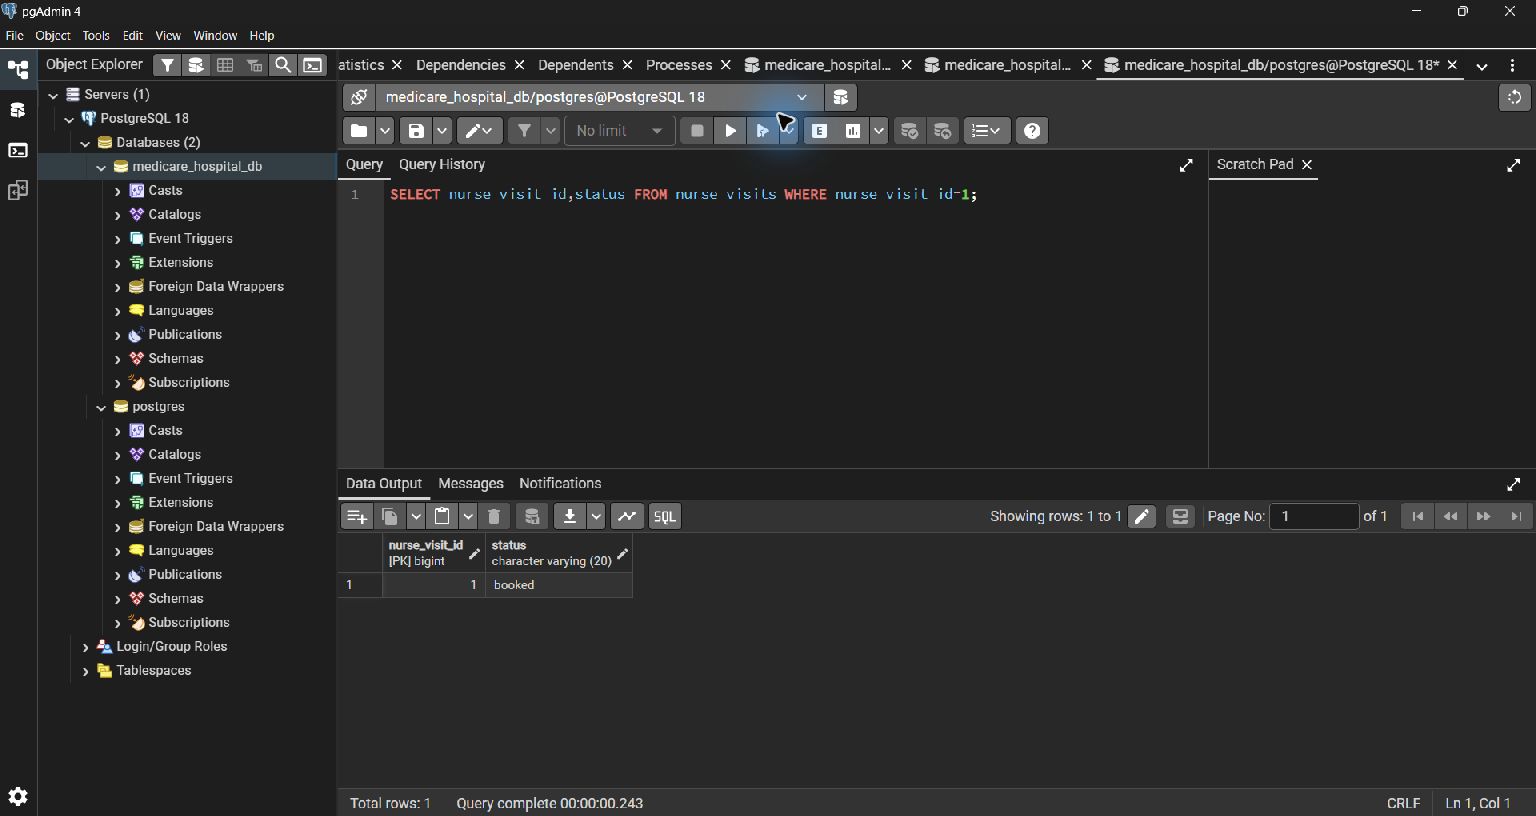 pgAdmin 4
File Object Tools Edit View Window Help
Object Explorer
atistics Dependencies Dependents Processes medicare_hospital... medicare_hospital... medicare_hospital_db/postgres@PostgreSQL 18*
Servers (1)
PostgreSQL 18
Databases (2)
medicare_hospital_db
Casts
Catalogs
Event Triggers
Extensions
Foreign Data Wrappers
Languages
Publications
Schemas
Subscriptions
postgres
Casts
Catalogs
Event Triggers
Extensions
Foreign Data Wrappers
Languages
Publications
Schemas
Subscriptions
Login/Group Roles
Tablespaces
medicare_hospital_db/postgres@PostgreSQL 18
No limit E
Query Query History
Scratch Pad
1 SELECT nurse_visit_id,status FROM nurse_visits WHERE nurse_visit_id=1;
Data Output Messages Notifications
SQL Showing rows: 1 to 1 Page No: 1 of 1
nurse_visit_id status
[PK] bigint character varying (20)
1 1 booked
Total rows: 1 Query complete 00:00:00.243 CRLF Ln 1, Col 1